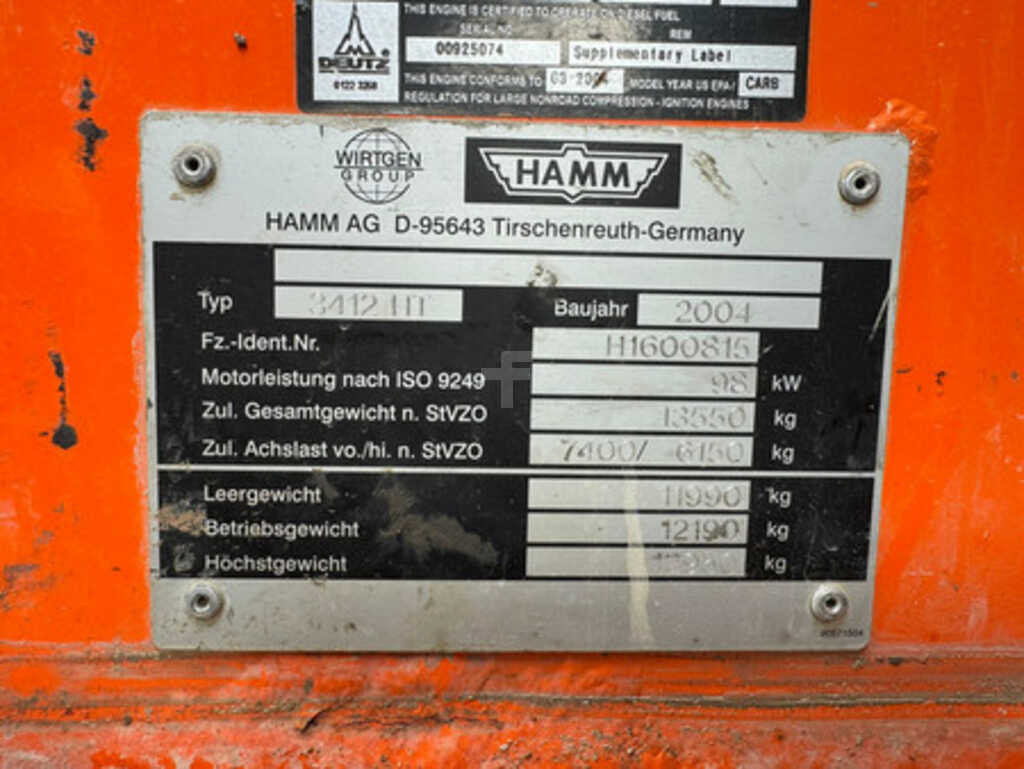 THIS ENGINE IS CERTIFIED TO OPERATE ON DIESEL FUEL
SERIAL NO REM
DEUTZ 00925074 Supplementary Label
0122 3268 THIS ENGINE CONFORMS TO MODEL YEAR US EPA/ CARB
REGULATION FOR LARGE NONROAD COMPRESSION - IGNITION ENGINES
WIRTGEN GROUP HAMM
HAMM AG D-95643 Tirschenreuth-Germany
Typ 3412 HT Baujahr 2004
Fz.-Ident.Nr. H1600815
Motorleistung nach ISO 9249 98 kW
Zul. Gesamtgewicht n. StVZO 13550 kg
Zul. Achslast vo./hi. n. StVZO 7400/ 6150 kg
Leergewicht 11990 kg
Betriebsgewicht 12190 kg
Höchstgewicht kg